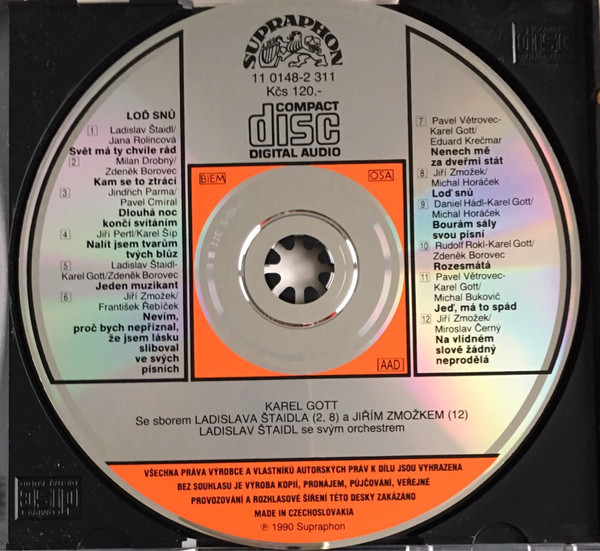 SUPRAPHON
11 0148-2 311
Kčs 120,-
COMPACT
disc
DIGITAL AUDIO
LOĎ SNŮ
1 Ladislav Štaidl/
Jana Rolincová
Svět má ty chvíle rád
2 Milan Drobný/
Zdeněk Borovec
Kam se to ztrácí
3 Jindřich Parma/
Pavel Cmíral
Dlouhá noc
končí svítáním
4 Jiří Pertl/Karel Šíp
Nalít jsem tvarům
tvých blůz
5 Ladislav Štaidl-
Karel Gott/Zdeněk Borovec
Jeden muzikant
6 Jiří Zmožek/
František Řebíček
Nevím,
proč bych nepřiznal,
že jsem lásku
sliboval
ve svých
písních
7 Pavel Větrovec-
Karel Gott/
Eduard Krečmar
Nenech mě
za dveřmi stát
8 Jiří Zmožek/
Michal Horáček
Loď snů
9 Daniel Hádl-Karel Gott/
Michal Horáček
Bourám sály
svou písní
10 Rudolf Rokl-Karel Gott/
Zdeněk Borovec
Rozesmátá
11 Pavel Větrovec-
Karel Gott/
Michal Bukovič
Jeď, má to spád
12 Jiří Zmožek/
Miroslav Černý
Na vlídném
slově žádný
neprodělá
BIEM
OSA
AAD
KAREL GOTT
Se sborem LADISLAVA ŠTAIDLA (2, 8) a JIŘÍM ZMOŽKEM (12)
LADISLAV ŠTAIDL se svým orchestrem
VŠECHNA PRÁVA VÝROBCE A VLASTNÍKŮ AUTORSKÝCH PRÁV K DÍLU JSOU VYHRAZENA
BEZ SOUHLASU JE VÝROBA KOPIÍ, PRONÁJEM, PŮJČOVÁNÍ, VEŘEJNÉ
PROVOZOVÁNÍ A ROZHLASOVÉ ŠÍŘENÍ TÉTO DESKY ZAKÁZÁNO
MADE IN CZECHOSLOVAKIA
℗ 1990 Supraphon